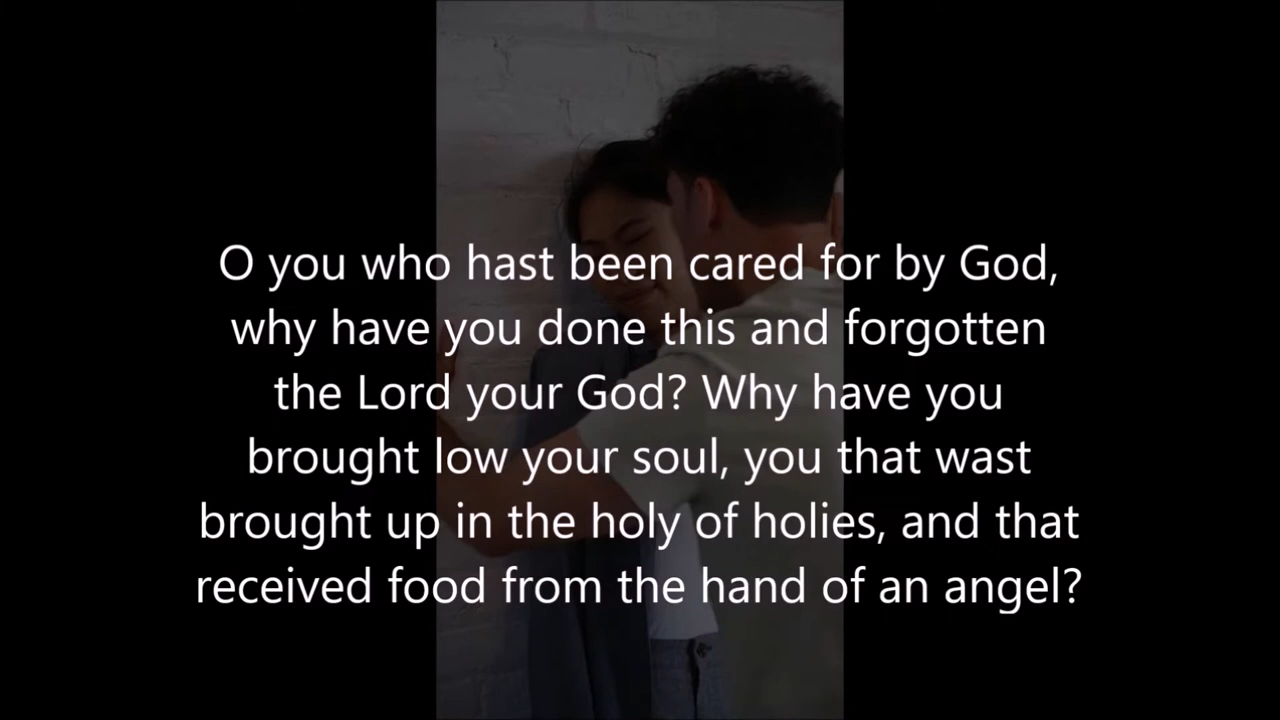 O you who hast been cared for by God,
why have you done this and forgotten
the Lord your God? Why have you
brought low your soul, you that wast
brought up in the holy of holies, and that
received food from the hand of an angel?